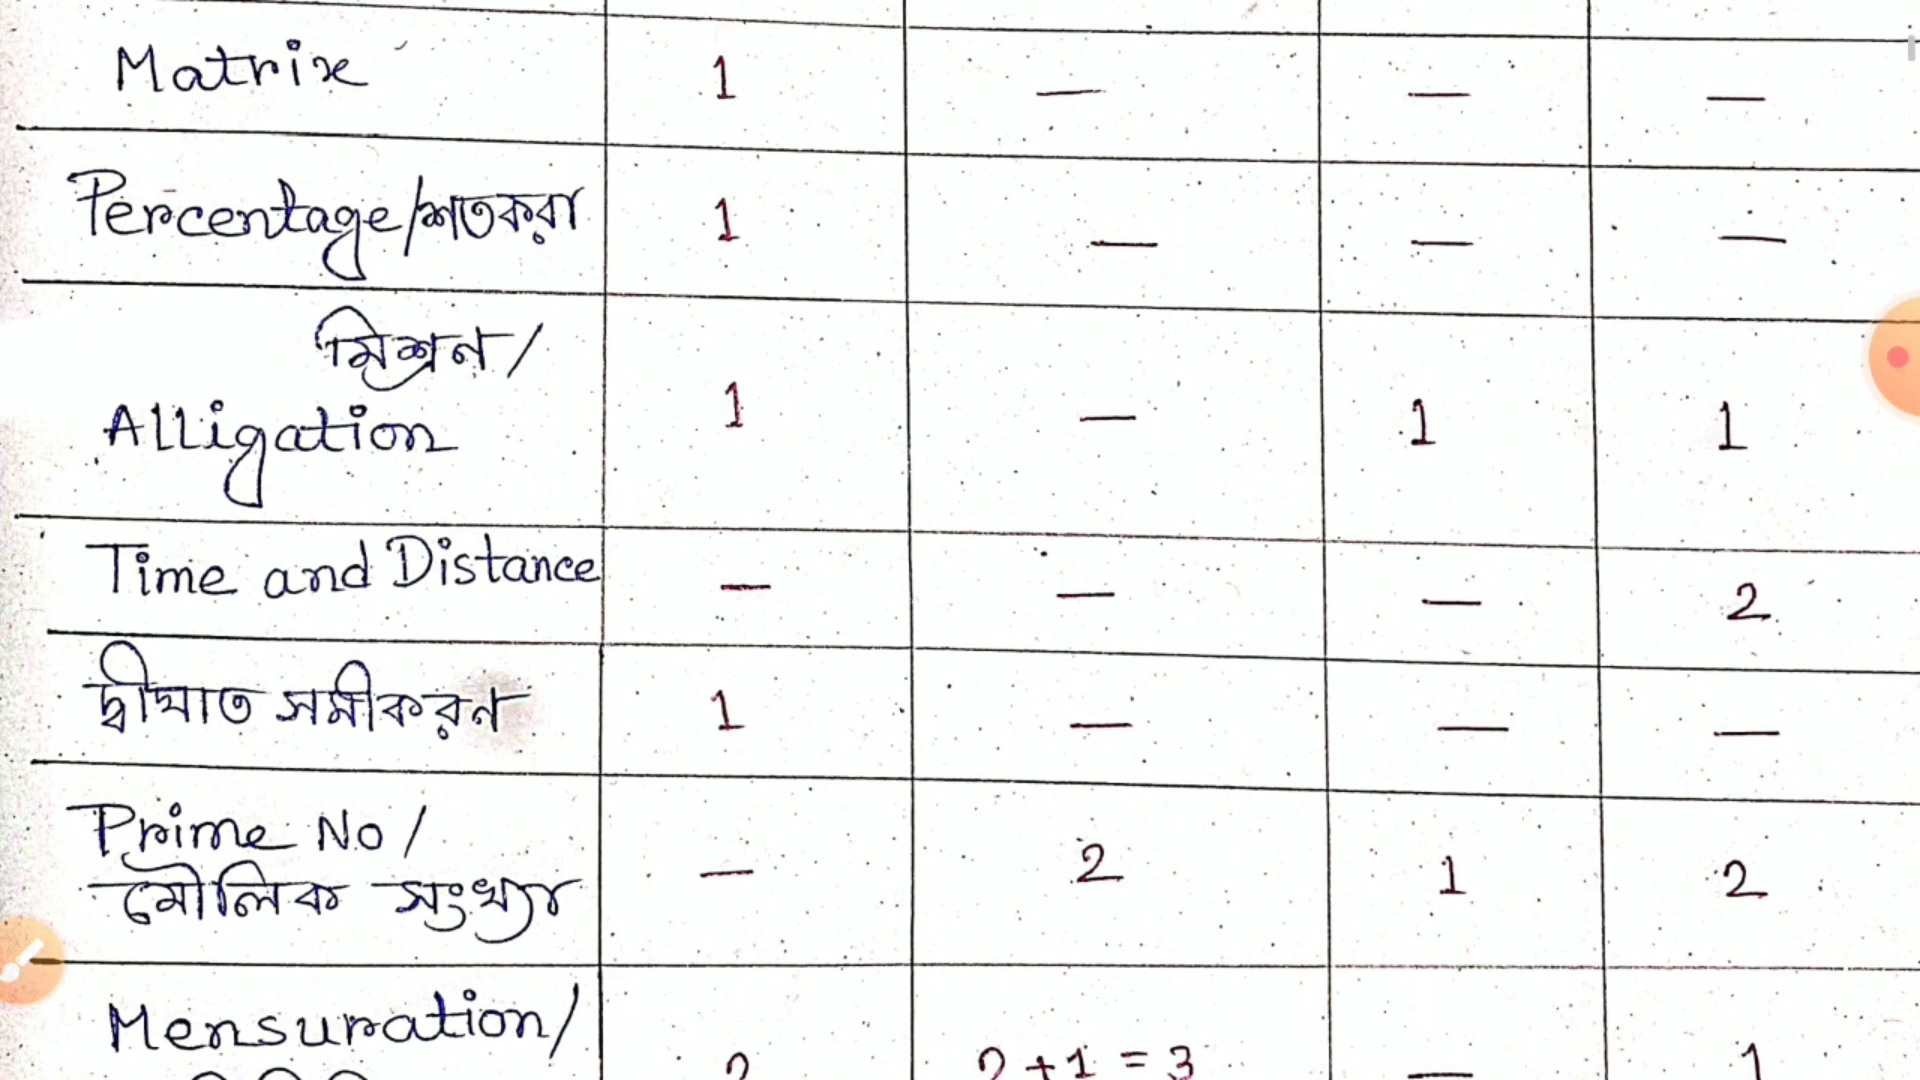 Matrix 1 — — —
Percentage/শতকরা 1 — — —
মিশ্রন/
Alligation 1 — 1 1
Time and Distance — — — 2
দ্বীঘাত সমীকরণ 1 — — —
Prime No/
মৌলিক সংখ্যা — 2 1 2
Mensuration/
2 2+1=3 — 1